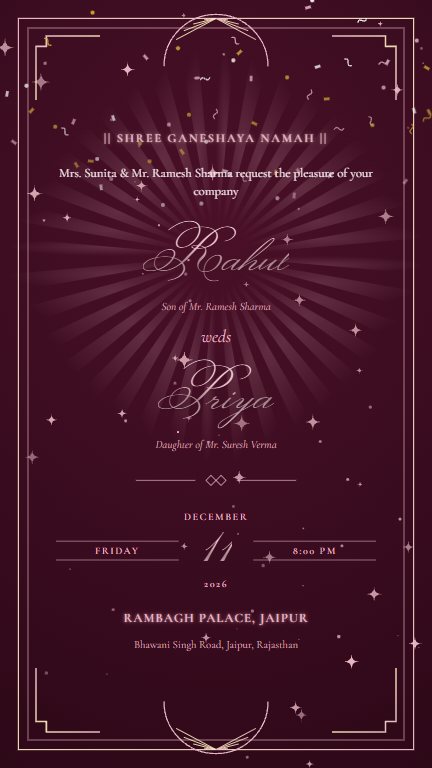 || SHREE GANESHAYA NAMAH ||
Mrs. Sunita & Mr. Ramesh Sharma request the pleasure of your
company
Rahul
Son of Mr. Ramesh Sharma
weds
Priya
Daughter of Mr. Suresh Verma
DECEMBER
FRIDAY 11 8:00 PM
2026
RAMBAGH PALACE, JAIPUR
Bhawani Singh Road, Jaipur, Rajasthan